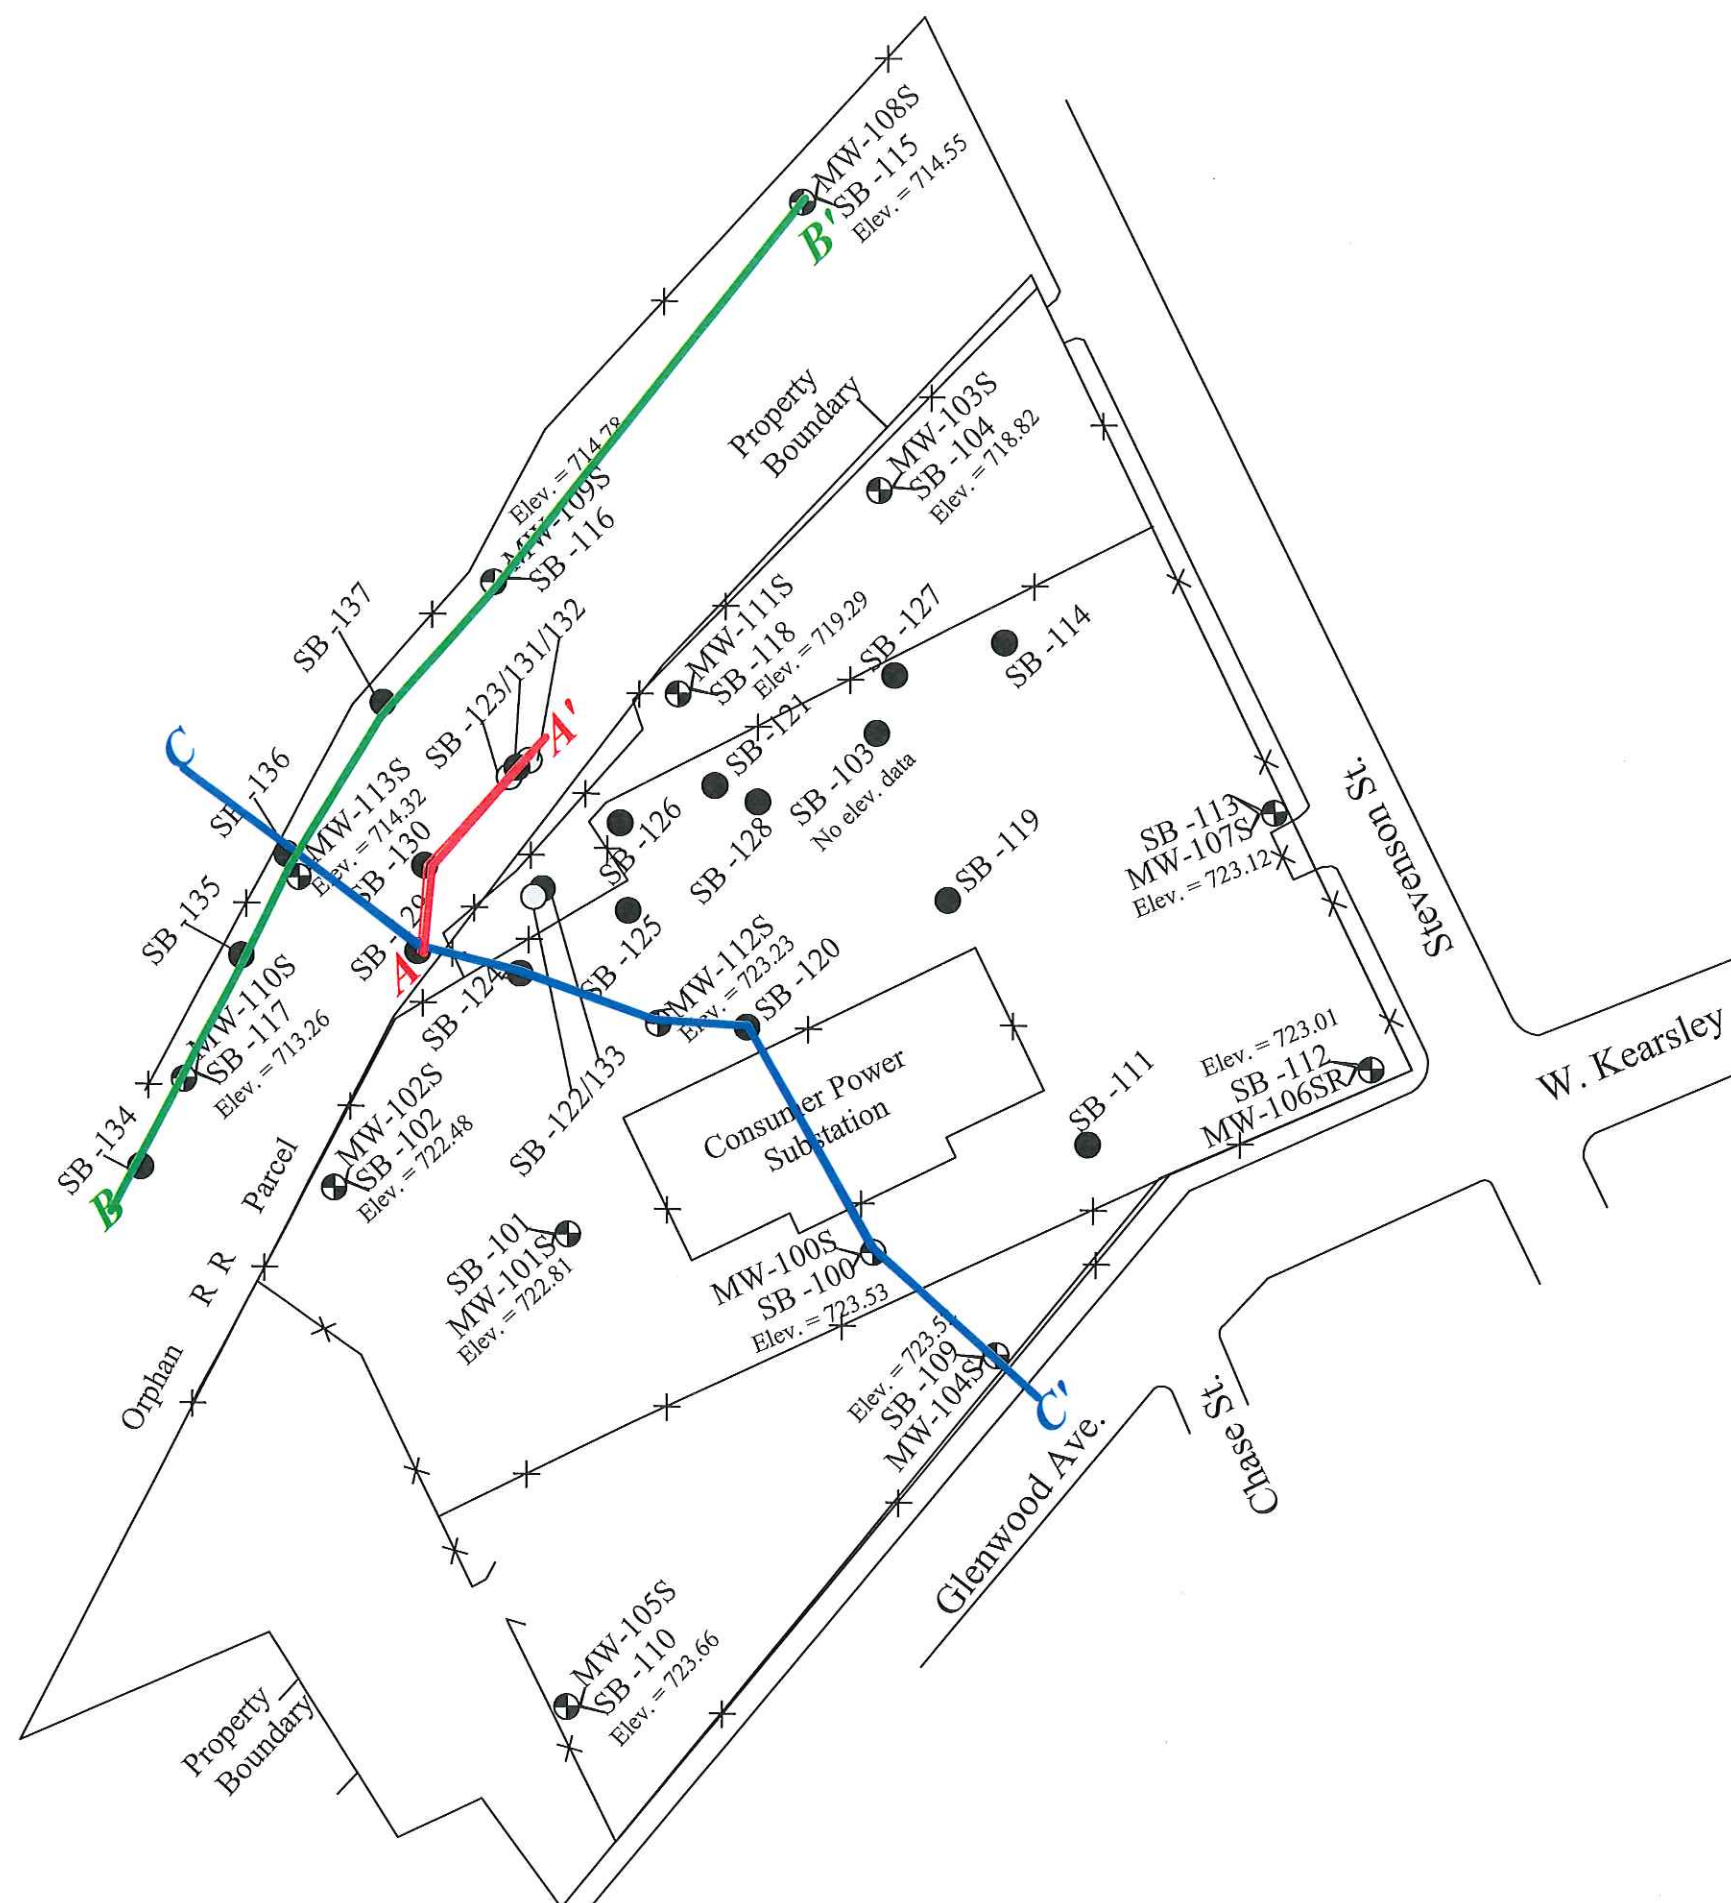 MW-108S
SB -115
Elev. = 714.55
B'
Property
Boundary
MW-103S
SB -104
Elev. = 718.82
Elev. = 714.78
MW-109S
SB -116
SB -137
SB -123/131/132
MW-111S
SB -118
Elev. = 719.29
SB -127
SB -114
A'
C
SB -136
MW-113S
Elev. = 714.32
SB -130
SB -121
SB -126
SB -128
SB -103
No elev. data
SB -119
SB -113
MW-107S
Elev. = 723.12
Stevenson St.
SB -135
SB -129
A
MW-110S
SB -117
Elev. = 713.26
SB -124
SB -125
MW-112S
Elev. = 723.23
SB -120
SB -122/133
SB -134
B
MW-102S
SB -102
Elev. = 722.48
Consumer Power
Substation
SB -111
Elev. = 723.01
SB -112
MW-106SR
W. Kearsley
Orphan R R Parcel
SB -101
MW-101S
Elev. = 722.81
MW-100S
SB -100
Elev. = 723.53
Elev. = 723.5
SB -109
MW-104S
C'
Glenwood Ave.
Chase St.
MW-105S
SB -110
Elev. = 723.66
Property
Boundary